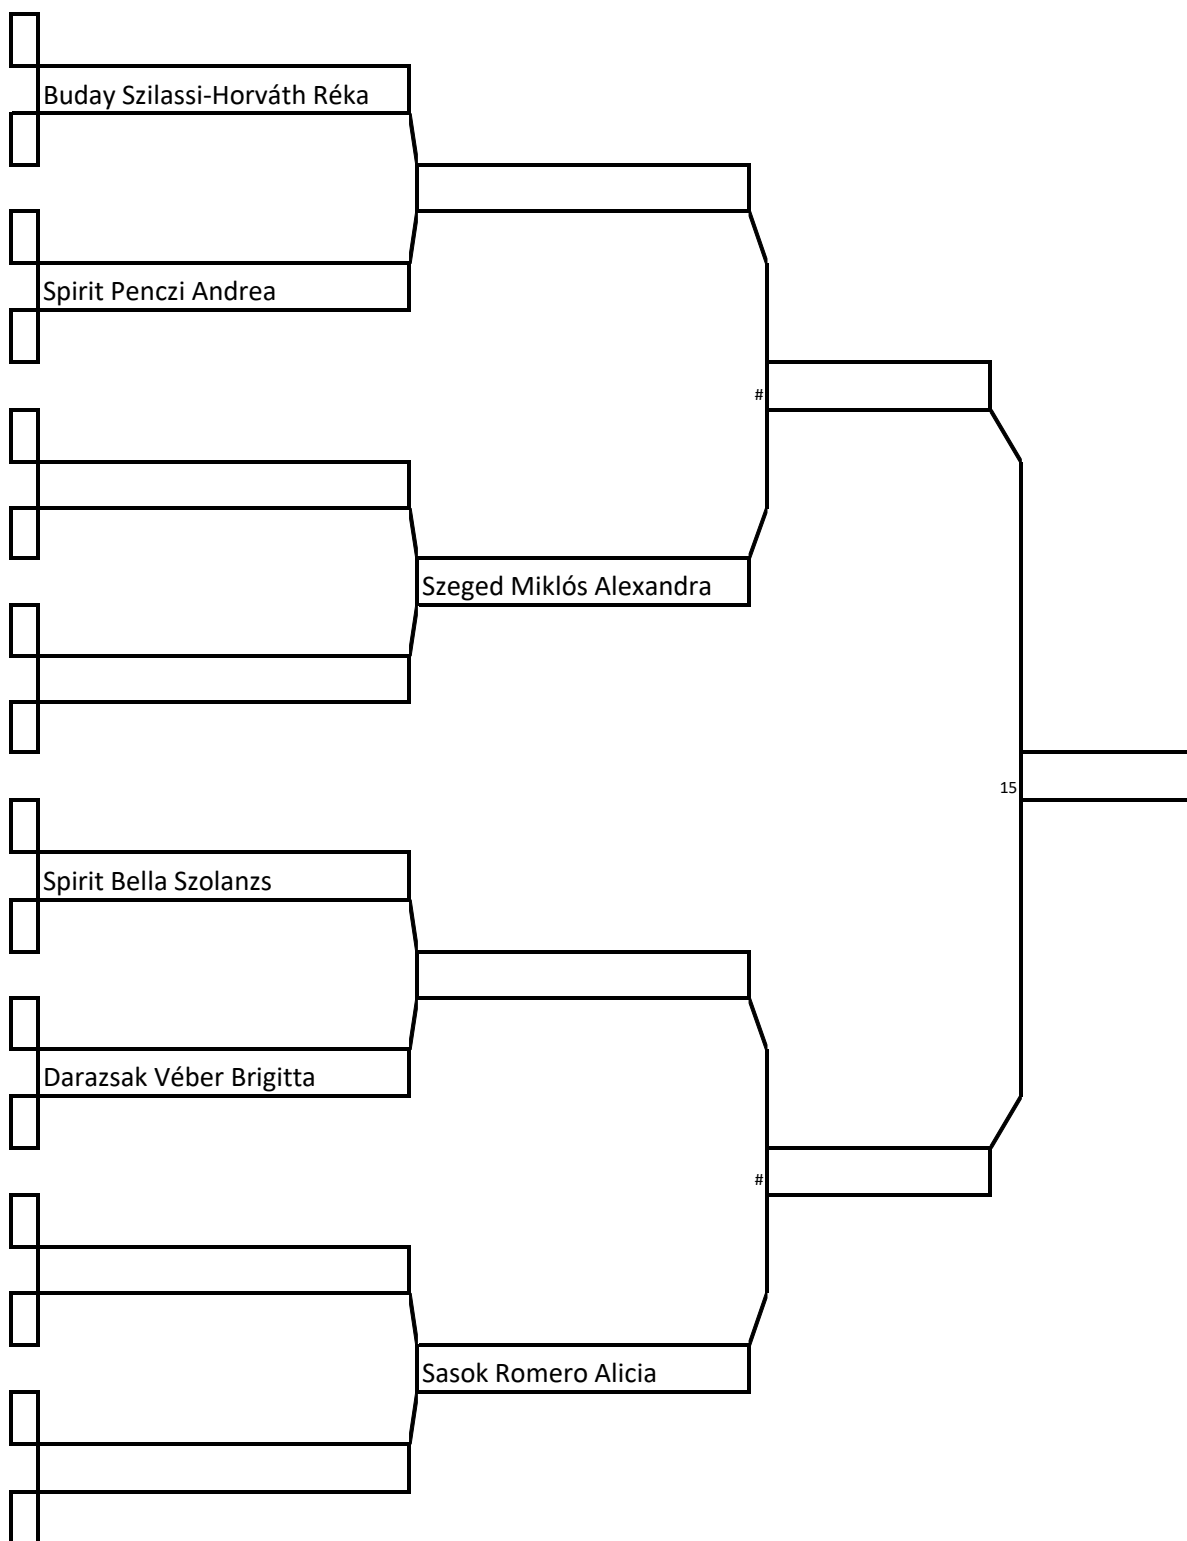 Buday Szilassi-Horváth Réka
Spirit Penczi Andrea
#
Szeged Miklós Alexandra
15
Spirit Bella Szolanzs
Darazsak Véber Brigitta
#
Sasok Romero Alicia